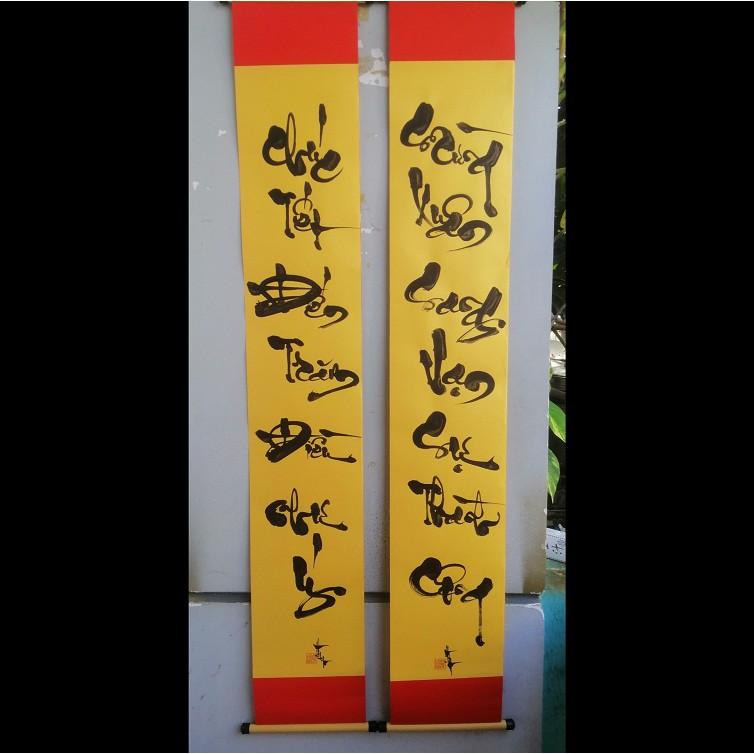 Chúc
Tết
Đến
Trăm
Điều
Như
Ý
Mừng
Xuân
Sang
Vạn
Sự
Thành
Công